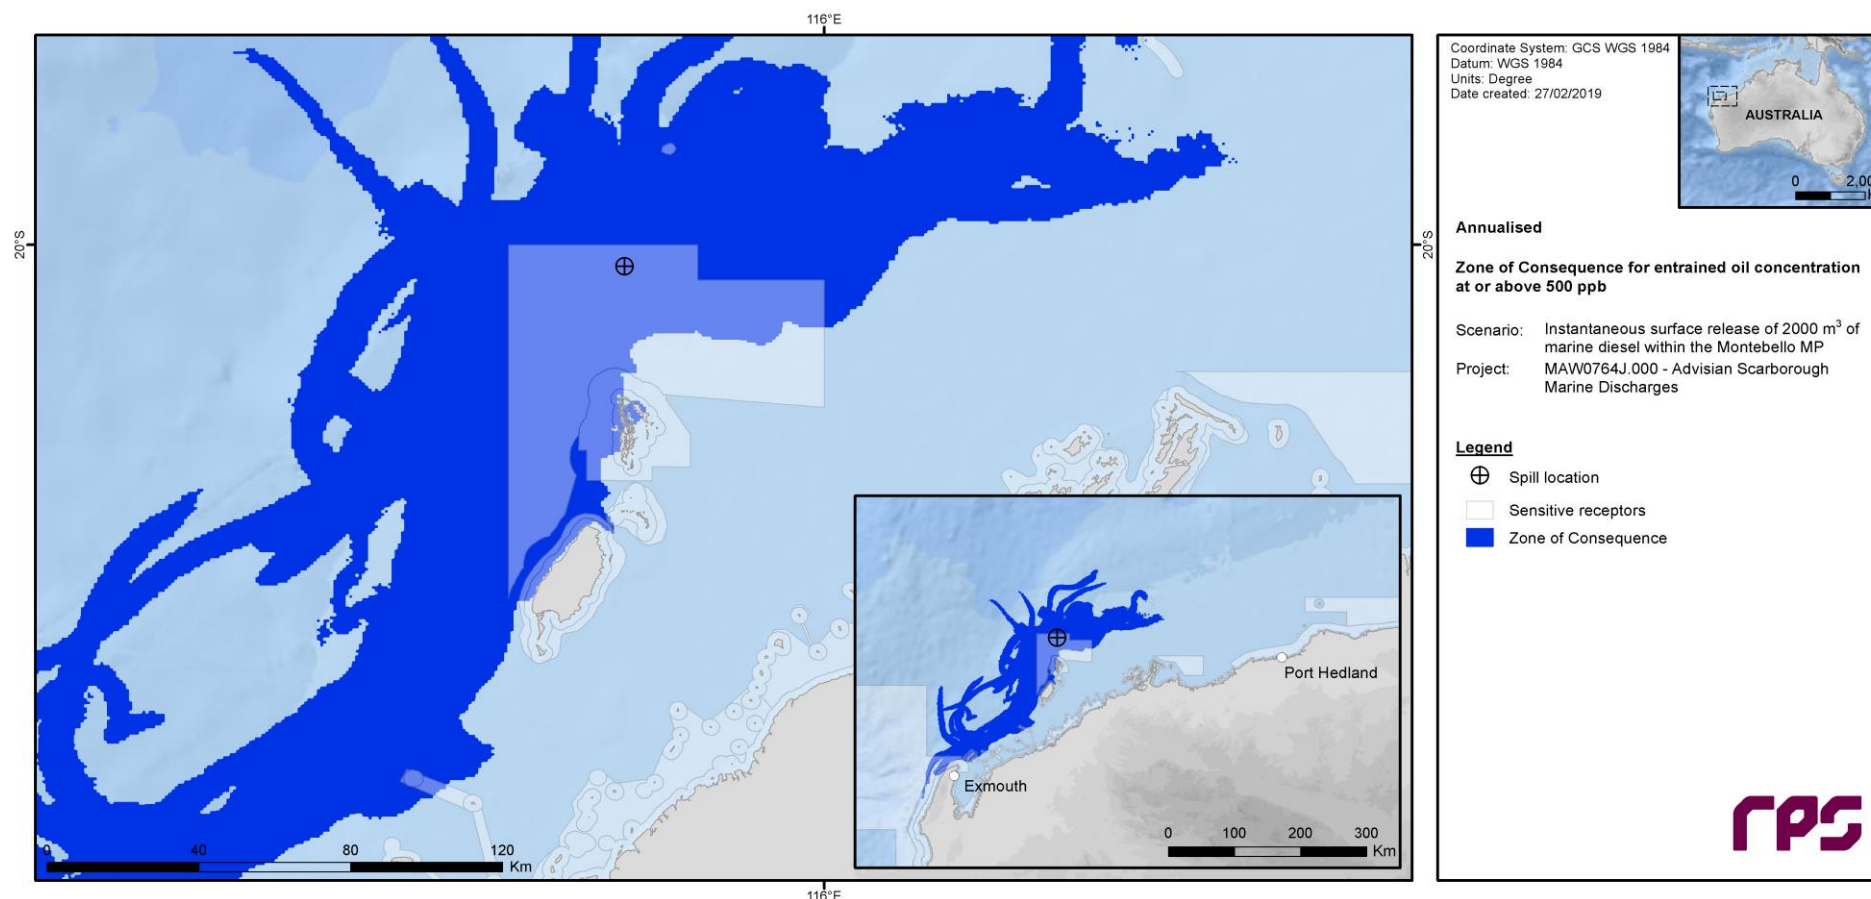 116°E
20°S
20°S
116°E
0 40 80 120
Km
Exmouth
Port Hedland
0 100 200 300
Km
Coordinate System: GCS WGS 1984
Datum: WGS 1984
Units: Degree
Date created: 27/02/2019
AUSTRALIA
0
Annualised
Zone of Consequence for entrained oil concentration
at or above 500 ppb
Scenario: Instantaneous surface release of 2000 m³ of
marine diesel within the Montebello MP
Project: MAW0764J.000 - Advisian Scarborough
Marine Discharges
Legend
Spill location
Sensitive receptors
Zone of Consequence
rps